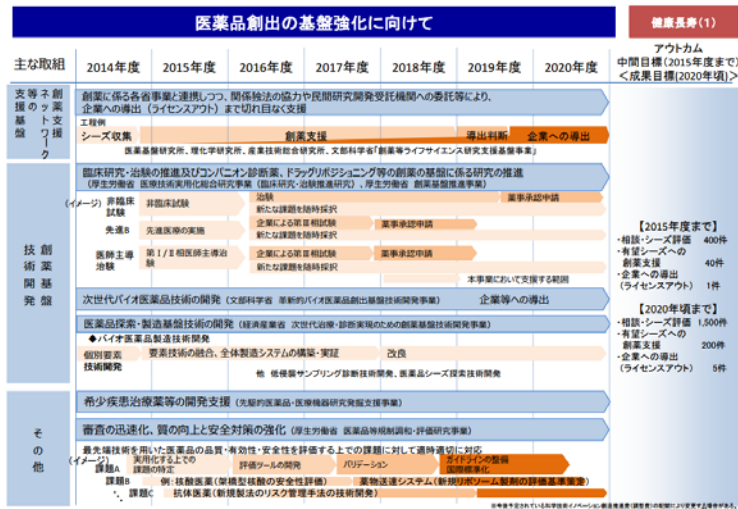 医薬品創出の基盤強化に向けて
健康長寿(1)
主な取組
2014年度
2015年度
2016年度
2017年度
2018年度
2019年度
2020年度
アウトカム
中間目標(2015年度まで)
<成果目標(2020年頃)>
創薬支援
ネットワーク
等の
支援基盤
創薬に係る各省事業と連携しつつ、関係独法の協力や民間研究開発受託機関への委託等により、
企業への導出(ライセンスアウト)まで切れ目なく支援
工程例
シーズ収集
創薬支援
導出判断
企業への導出
医薬基盤研究所、理化学研究所、産業技術総合研究所、文部科学省「創薬等ライフサイエンス研究支援基盤事業」
創薬基盤
技術開発
臨床研究・治験の推進及びコンパニオン診断薬、ドラッグリポジショニング等の創薬の基盤に係る研究の推進
(厚生労働省 医療技術実用化総合研究事業(臨床研究・治験推進研究)、厚生労働省 創薬基盤推進事業)
(イメージ)
非臨床
試験
非臨床試験
治験
薬事承認申請
新たな課題を随時採択
先進B
先進医療の実施
企業による第Ⅲ相試験
薬事承認申請
新たな課題を随時採択
医師主導
治験
第Ⅰ/Ⅱ相医師主導治
験
企業による第Ⅲ相試験
薬事承認申請
新たな課題を随時採択
本事業において支援する範囲
次世代バイオ医薬品技術の開発(文部科学省 革新的バイオ医薬品創出基盤技術開発事業)
企業等への導出
医薬品探索・製造基盤技術の開発(経済産業省 次世代治療・診断実現のための創薬基盤技術開発事業)
◆バイオ医薬品製造技術開発
個別要素
技術開発
要素技術の融合、全体製造システムの構築・実証
改良
他 低侵襲サンプリング診断技術開発、医薬品シーズ探索技術開発
【2015年度まで】
・相談・シーズ評価 400件
・有望シーズへの
創薬支援 40件
・企業への導出
(ライセンスアウト) 1件
【2020年頃まで】
・相談・シーズ評価 1,500件
・有望シーズへの
創薬支援 200件
・企業への導出
(ライセンスアウト) 5件
その他
希少疾患治療薬等の開発支援(先駆的医薬品・医療機器研究発掘支援事業)
審査の迅速化、質の向上と安全対策の強化(厚生労働省 医薬品等規制調和・評価研究事業)
最先端技術を用いた医薬品の品質・有効性・安全性を評価する上での課題に対して適時適切に対応
(イメージ)
課題A
実用化する上での
課題の特定
評価ツールの開発
バリデーション
ガイドラインの整備
国際標準化
課題B
例:核酸医薬(架橋型核酸の安全性評価)
薬物送達システム(新規リポソーム製剤の評価基準策定)
課題C
抗体医薬(新規製法のリスク管理手法の技術開発)
※今後予定されている科学技術イノベーション創造推進費(調整費)の配分により変更する場合がある。